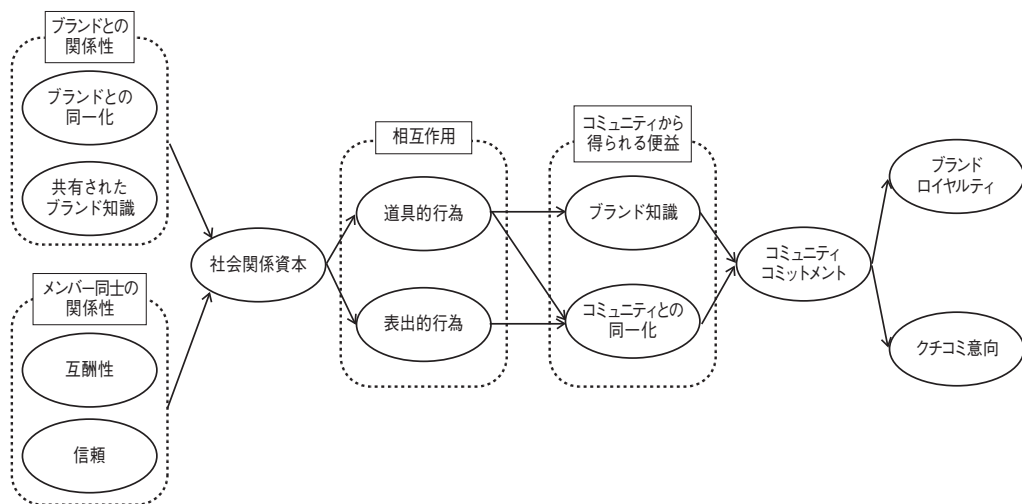 ブランドとの
関係性
ブランドとの
同一化
共有された
ブランド知識
メンバー同士の
関係性
互酬性
信頼
社会関係資本
相互作用
道具的行為
表出的行為
コミュニティから
得られる便益
ブランド知識
コミュニティとの
同一化
コミュニティ
コミットメント
ブランド
ロイヤルティ
クチコミ意向